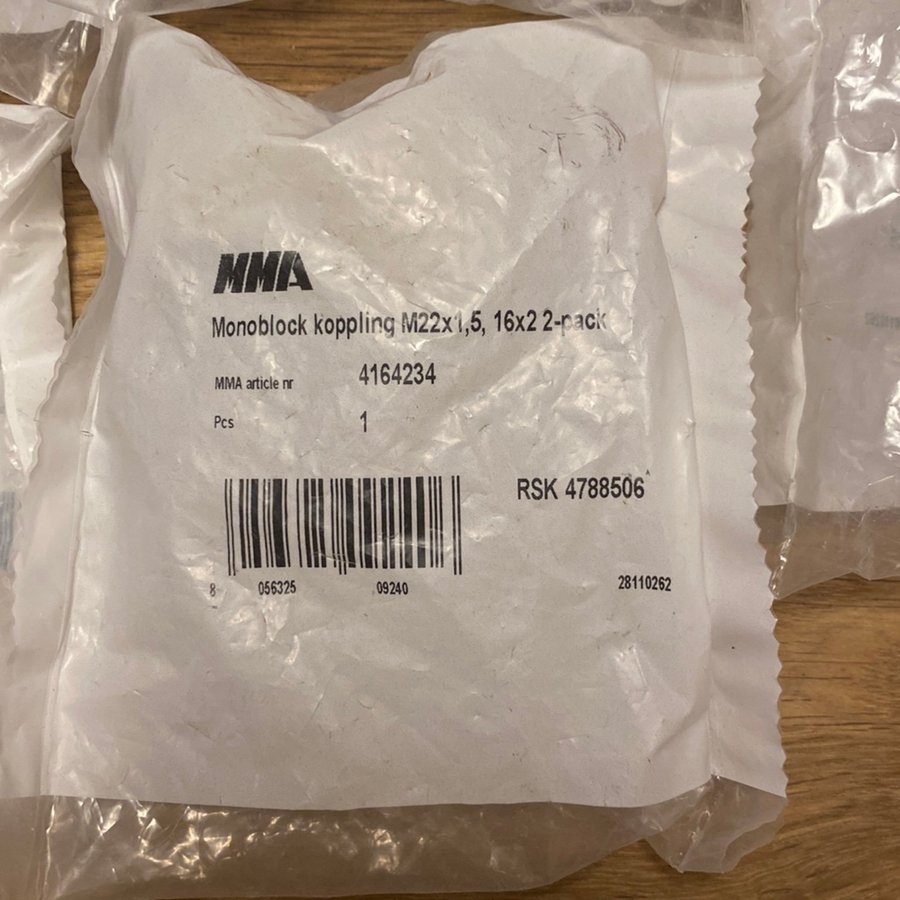 MMA
Monoblock koppling M22x1,5, 16x2 2-pack
MMA article nr 4164234
Pcs 1
RSK 4788506
8 056325 09240 28110262